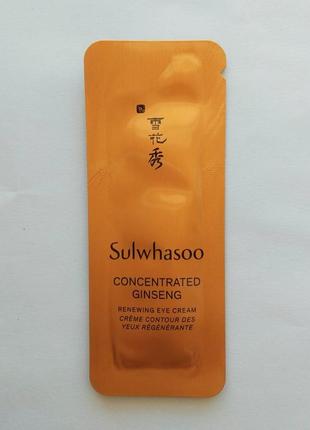 雪
花
秀
Sulwhasoo
CONCENTRATED
GINSENG
RENEWING EYE CREAM
CRÈME CONTOUR DES
YEUX RÉGÉNÉRANTE